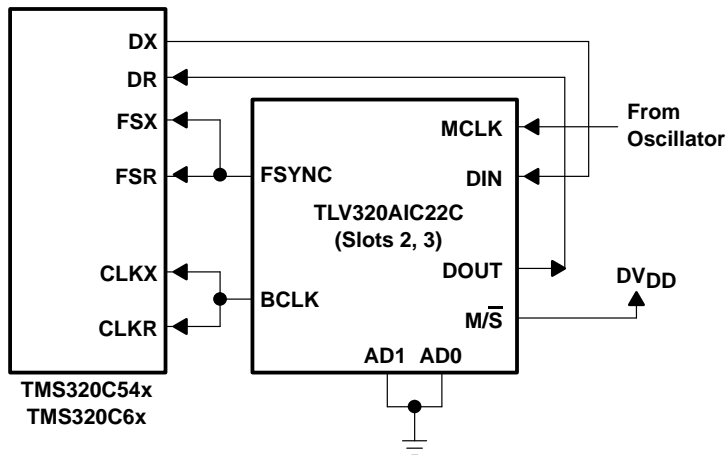 DX
DR
FSX
FSR
CLKX
CLKR
TMS320C54x
TMS320C6x
FSYNC
BCLK
MCLK
DIN
TLV320AIC22C
(Slots 2, 3)
DOUT
M/S̅
AD1 AD0
From
Oscillator
DVDD